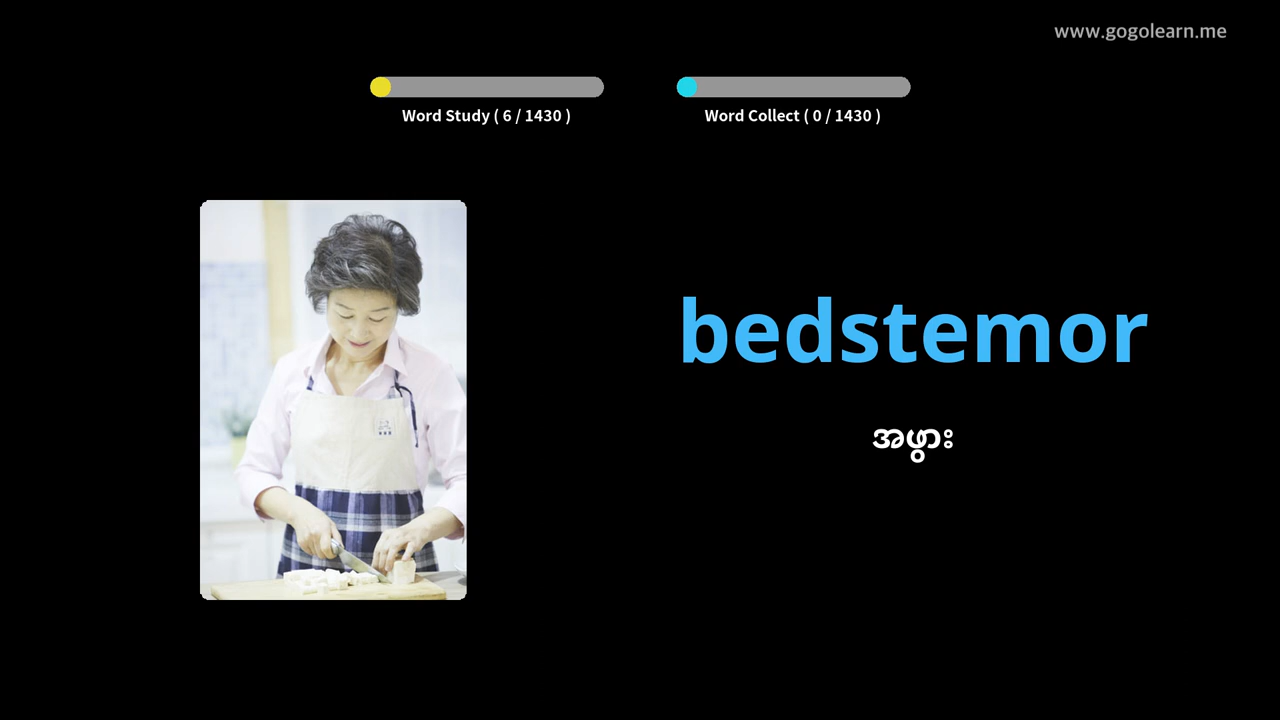 www.gogolearn.me
Word Study ( 6 / 1430 )
Word Collect ( 0 / 1430 )
bedstemor
အဖွား